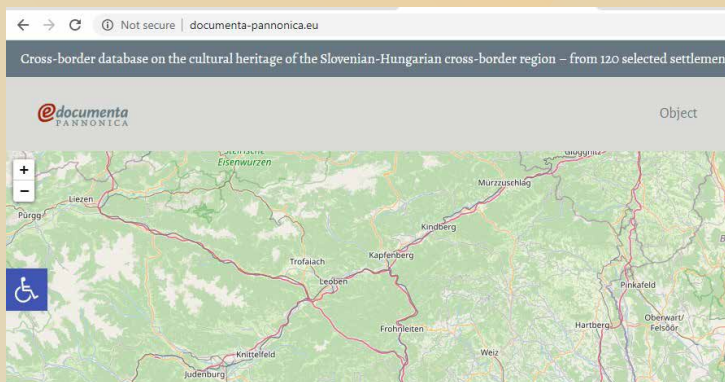 Not secure | documenta-pannonica.eu
Cross-border database on the cultural heritage of the Slovenian-Hungarian cross-border region – from 120 selected settlemen
edocumenta
PANNONICA
Object
Eisenwurzen
Gloggnitz
+
−
Mürzzuschlag
Liezen
Pürgg
Kindberg
Trofaiach
Kapfenberg
Leoben
Pinkafeld
Frohnleiten
Hartberg
Oberwart/
Felsőőr
Knittelfeld
Weiz
Judenburg